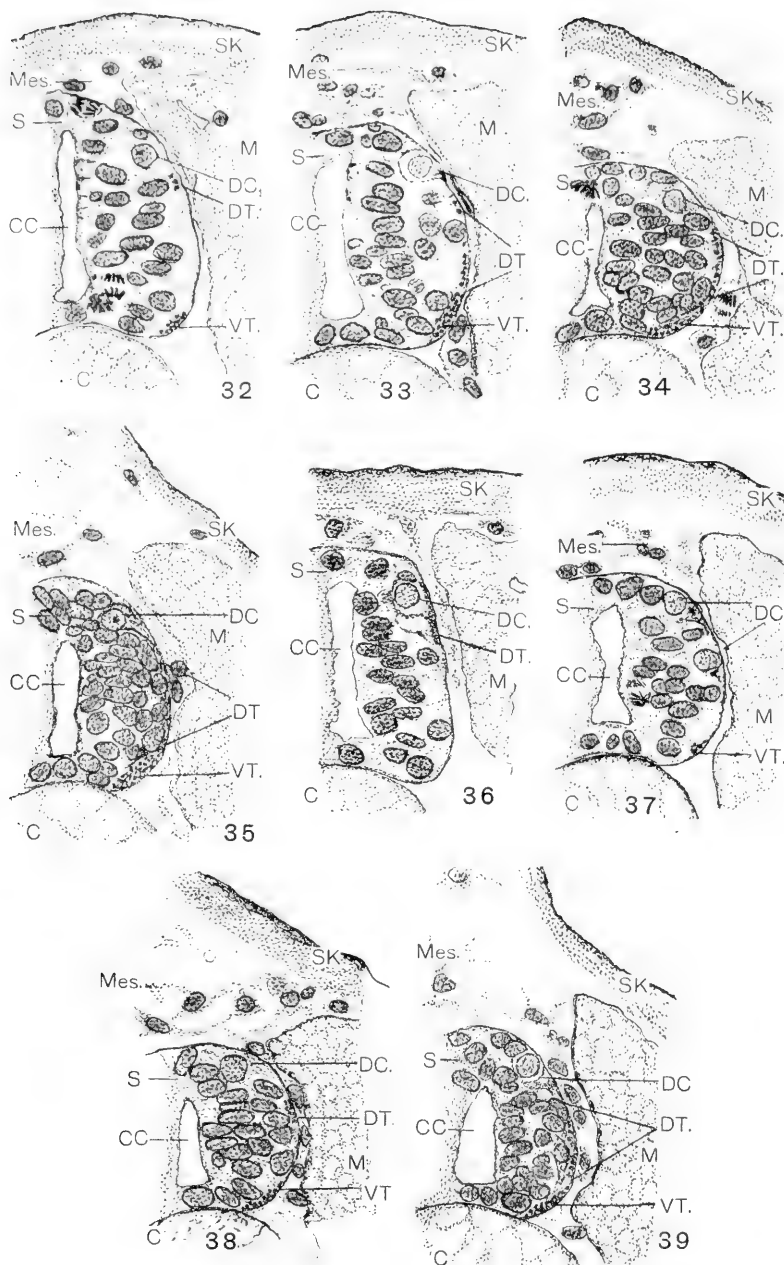 SK
Mes.
S
M
DC.
DT.
CC
VT.
C
32
SK
Mes.
M
S
DC.
CC
DT
VT.
C
33
SK
Mes.
M
S
DC.
CC
DT.
VT.
C
34
Mes.
SK
S
DC
M
CC
DT
VT.
C
35
SK
S
DC.
CC
DT.
M
C
36
SK
Mes.
S
DC
CC
M
VT.
C
37
SK
Mes.
S
DC
DT.
CC
M
VT
C
38
Mes.
SK
S
DC
DT.
CC
M
VT.
C
39